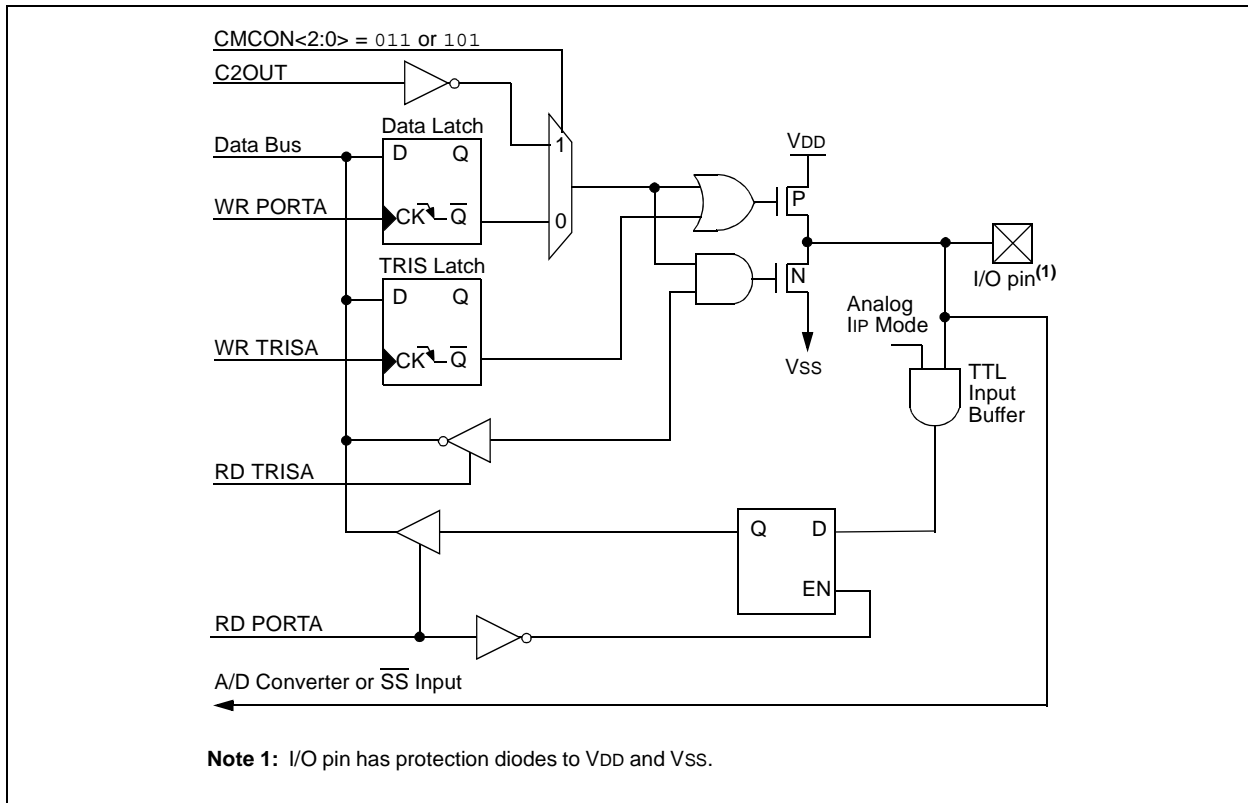 CMCON<2:0> = 011 or 101
C2OUT
Data Bus
Data Latch
D Q
WR PORTA
CK Q̅
1
0
TRIS Latch
D Q
WR TRISA
CK Q̅
VDD
P
N
VSS
I/O pin(1)
Analog
IIP Mode
TTL
Input
Buffer
RD TRISA
Q D
EN
RD PORTA
A/D Converter or S̅S̅ Input
Note 1: I/O pin has protection diodes to VDD and VSS.